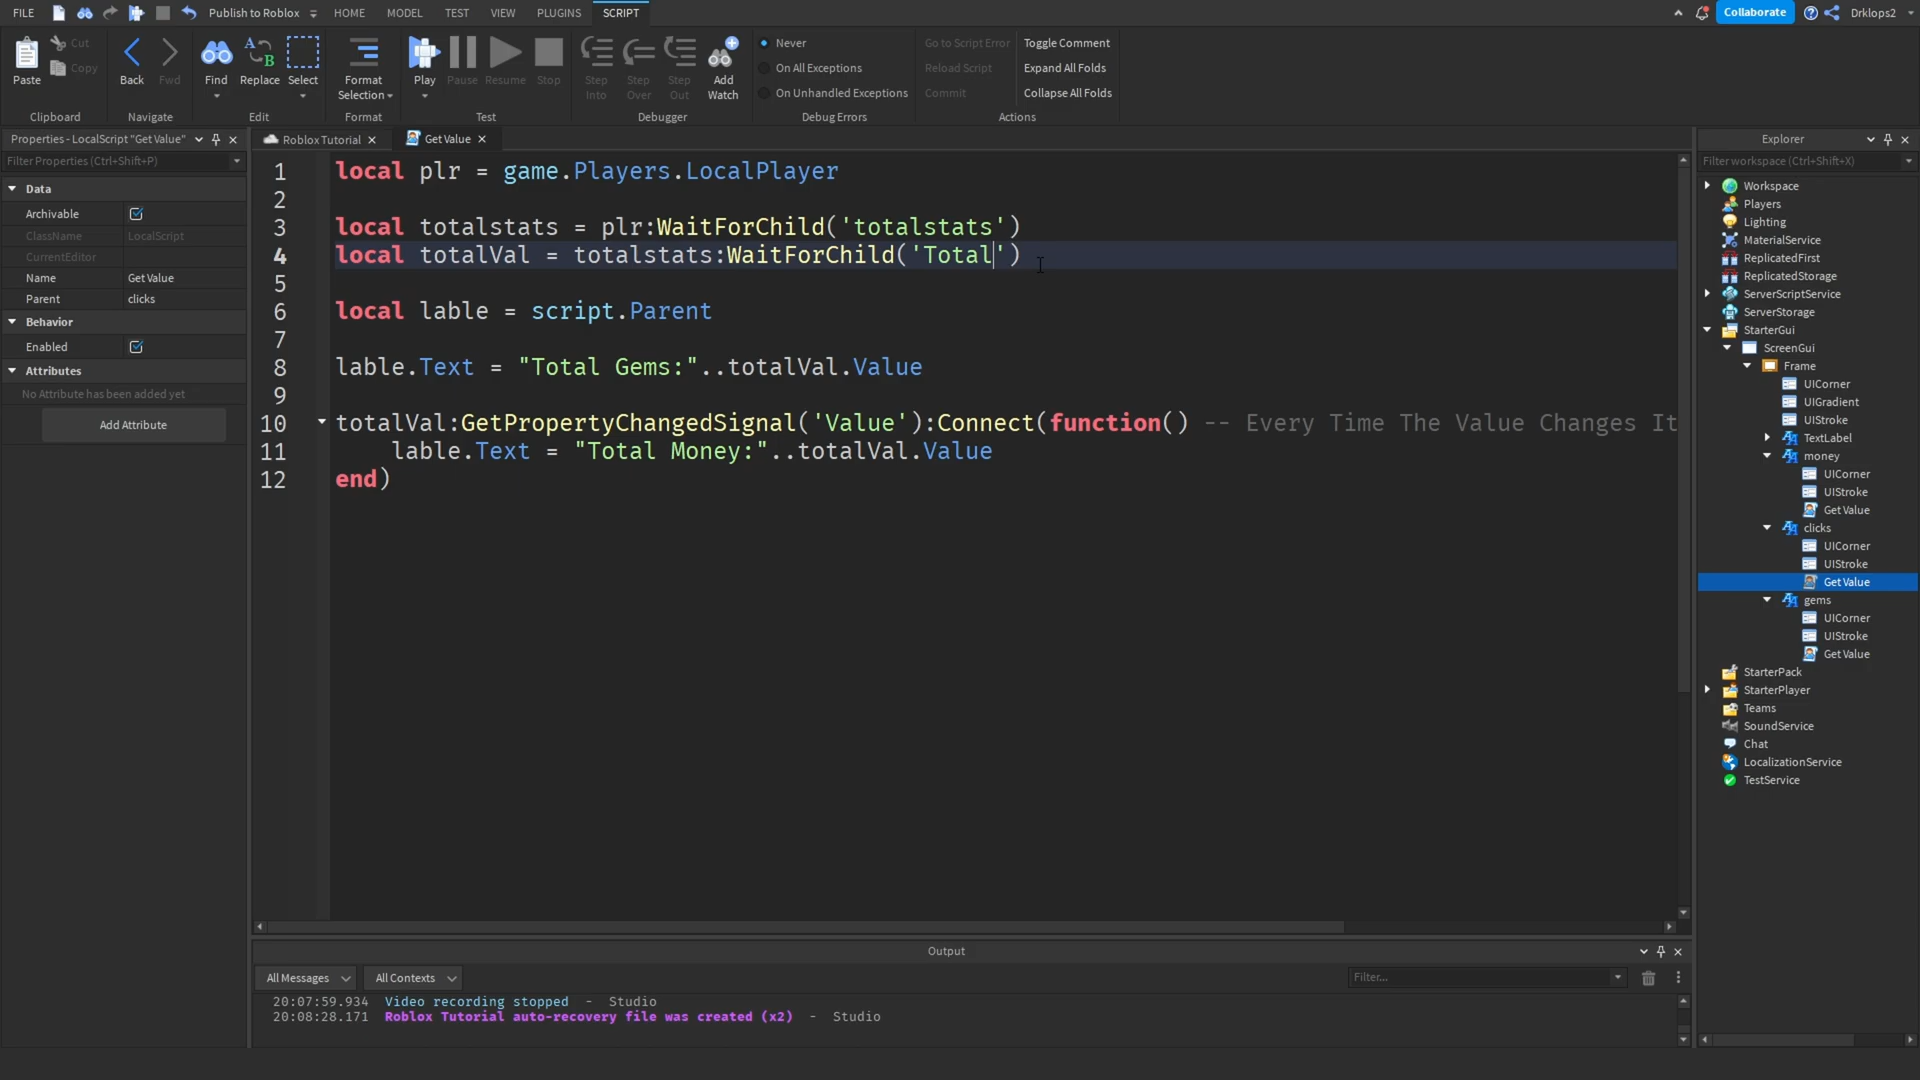 FILE Publish to Roblox HOME MODEL TEST VIEW PLUGINS SCRIPT Collaborate Drklops2
Paste Cut Copy Back Fwd Find Replace Select Format Selection Play Pause Resume Stop Step Into Step Over Step Out Add Watch
Never
On All Exceptions
On Unhandled Exceptions
Go to Script Error
Reload Script
Commit
Toggle Comment
Expand All Folds
Collapse All Folds
Clipboard Navigate Edit Format Test Debugger Debug Errors Actions
Properties - LocalScript "Get Value"
Filter Properties (Ctrl+Shift+P)
Data
Archivable
ClassName LocalScript
CurrentEditor
Name Get Value
Parent clicks
Behavior
Enabled
Attributes
No Attribute has been added yet
Add Attribute
Roblox Tutorial Get Value
1 local plr = game.Players.LocalPlayer
2
3 local totalstats = plr:WaitForChild('totalstats')
4 local totalVal = totalstats:WaitForChild('Total')
5
6 local lable = script.Parent
7
8 lable.Text = "Total Gems:"..totalVal.Value
9
10 totalVal:GetPropertyChangedSignal('Value'):Connect(function() -- Every Time The Value Changes It
11 lable.Text = "Total Money:"..totalVal.Value
12 end)
Output
All Messages All Contexts Filter...
20:07:59.934 Video recording stopped - Studio
20:08:28.171 Roblox Tutorial auto-recovery file was created (x2) - Studio
Explorer
Filter workspace (Ctrl+Shift+X)
Workspace
Players
Lighting
MaterialService
ReplicatedFirst
ReplicatedStorage
ServerScriptService
ServerStorage
StarterGui
ScreenGui
Frame
UICorner
UIGradient
UIStroke
TextLabel
money
UICorner
UIStroke
Get Value
clicks
UICorner
UIStroke
Get Value
gems
UICorner
UIStroke
Get Value
StarterPack
StarterPlayer
Teams
SoundService
Chat
LocalizationService
TestService